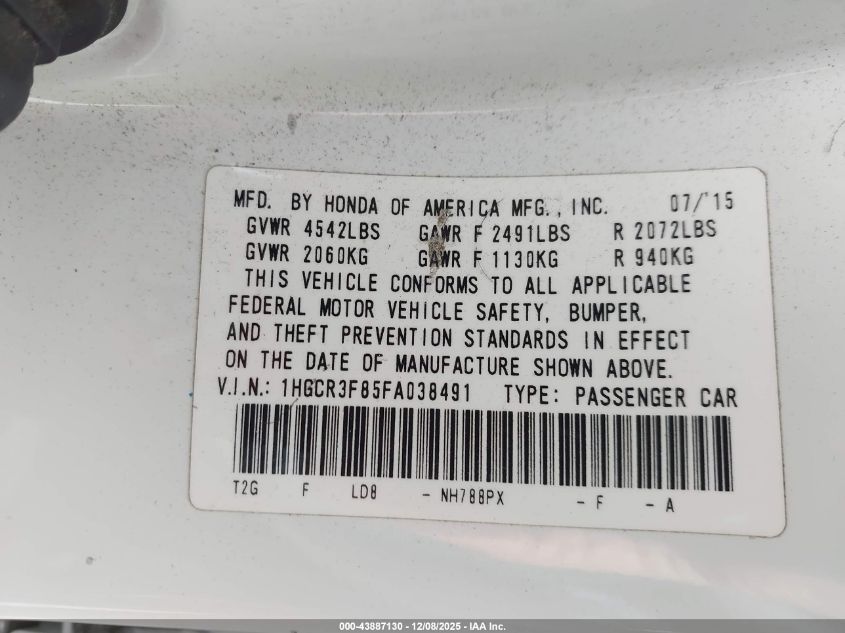 MFD. BY HONDA OF AMERICA MFG., INC. 07/'15
GVWR 4542LBS GAWR F 2491LBS R 2072LBS
GVWR 2060KG GAWR F 1130KG R 940KG
THIS VEHICLE CONFORMS TO ALL APPLICABLE
FEDERAL MOTOR VEHICLE SAFETY, BUMPER,
AND THEFT PREVENTION STANDARDS IN EFFECT
ON THE DATE OF MANUFACTURE SHOWN ABOVE.
V.I.N.: 1HGCR3F85FA038491 TYPE: PASSENGER CAR
T2G F LD8 - NH788PX - F - A
000-43887130 - 12/08/2025 - IAA Inc.